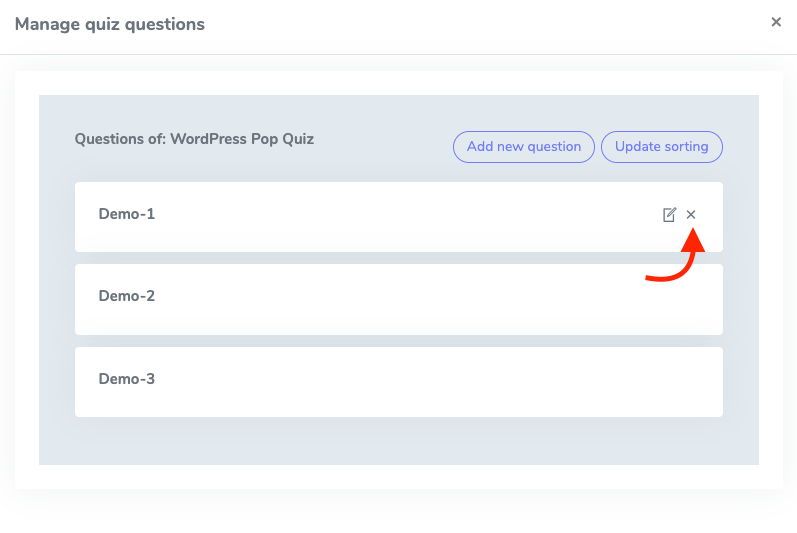 Manage quiz questions
Questions of: WordPress Pop Quiz
Add new question
Update sorting
Demo-1
Demo-2
Demo-3